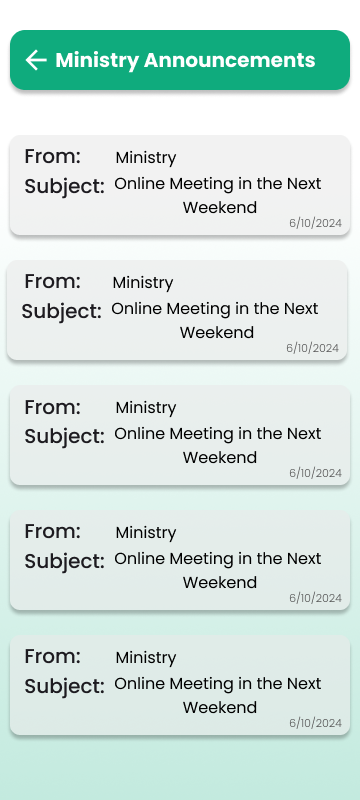 Ministry Announcements
From: Ministry
Subject: Online Meeting in the Next
Weekend
6/10/2024
From: Ministry
Subject: Online Meeting in the Next
Weekend
6/10/2024
From: Ministry
Subject: Online Meeting in the Next
Weekend
6/10/2024
From: Ministry
Subject: Online Meeting in the Next
Weekend
6/10/2024
From: Ministry
Subject: Online Meeting in the Next
Weekend
6/10/2024